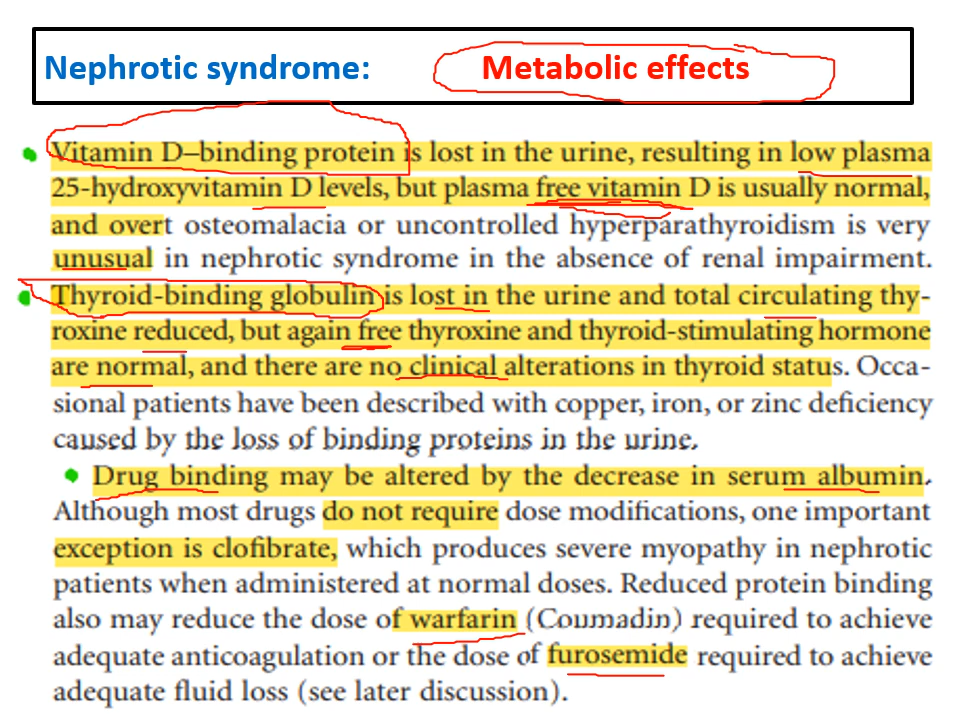 Nephrotic syndrome: Metabolic effects
Vitamin D–binding protein is lost in the urine, resulting in low plasma
25-hydroxyvitamin D levels, but plasma free vitamin D is usually normal,
and overt osteomalacia or uncontrolled hyperparathyroidism is very
unusual in nephrotic syndrome in the absence of renal impairment.
Thyroid-binding globulin is lost in the urine and total circulating thy-
roxine reduced, but again free thyroxine and thyroid-stimulating hormone
are normal, and there are no clinical alterations in thyroid status. Occa-
sional patients have been described with copper, iron, or zinc deficiency
caused by the loss of binding proteins in the urine.
Drug binding may be altered by the decrease in serum albumin.
Although most drugs do not require dose modifications, one important
exception is clofibrate, which produces severe myopathy in nephrotic
patients when administered at normal doses. Reduced protein binding
also may reduce the dose of warfarin (Coumadin) required to achieve
adequate anticoagulation or the dose of furosemide required to achieve
adequate fluid loss (see later discussion).